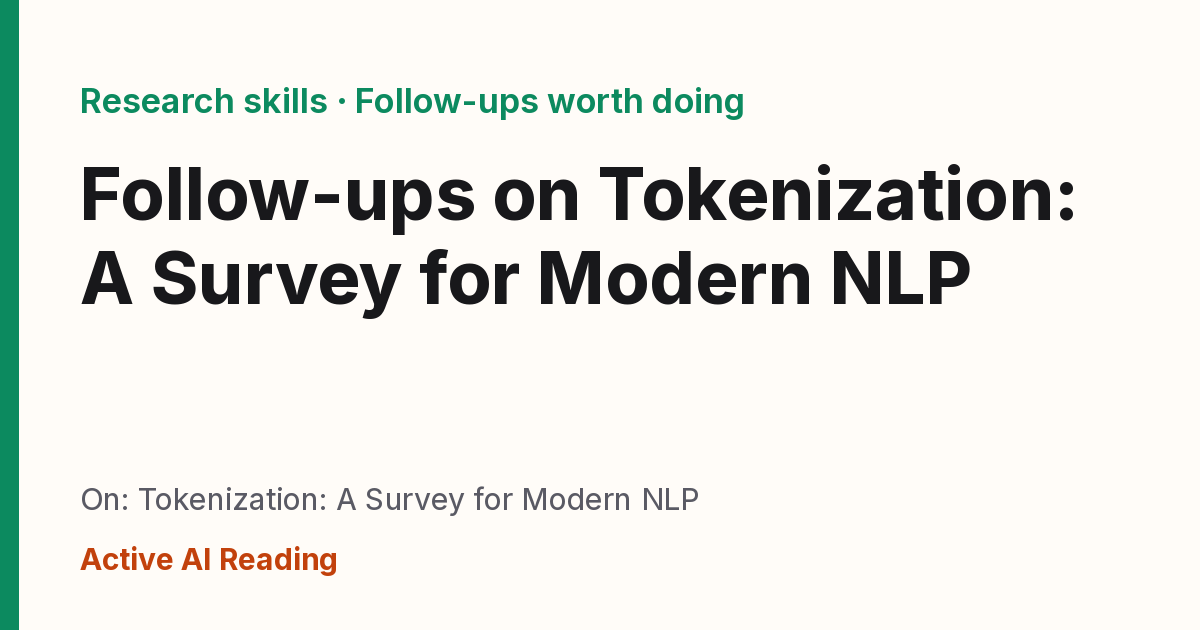 Research skills · Follow-ups worth doing
Follow-ups on Tokenization:
A Survey for Modern NLP
On: Tokenization: A Survey for Modern NLP
Active AI Reading